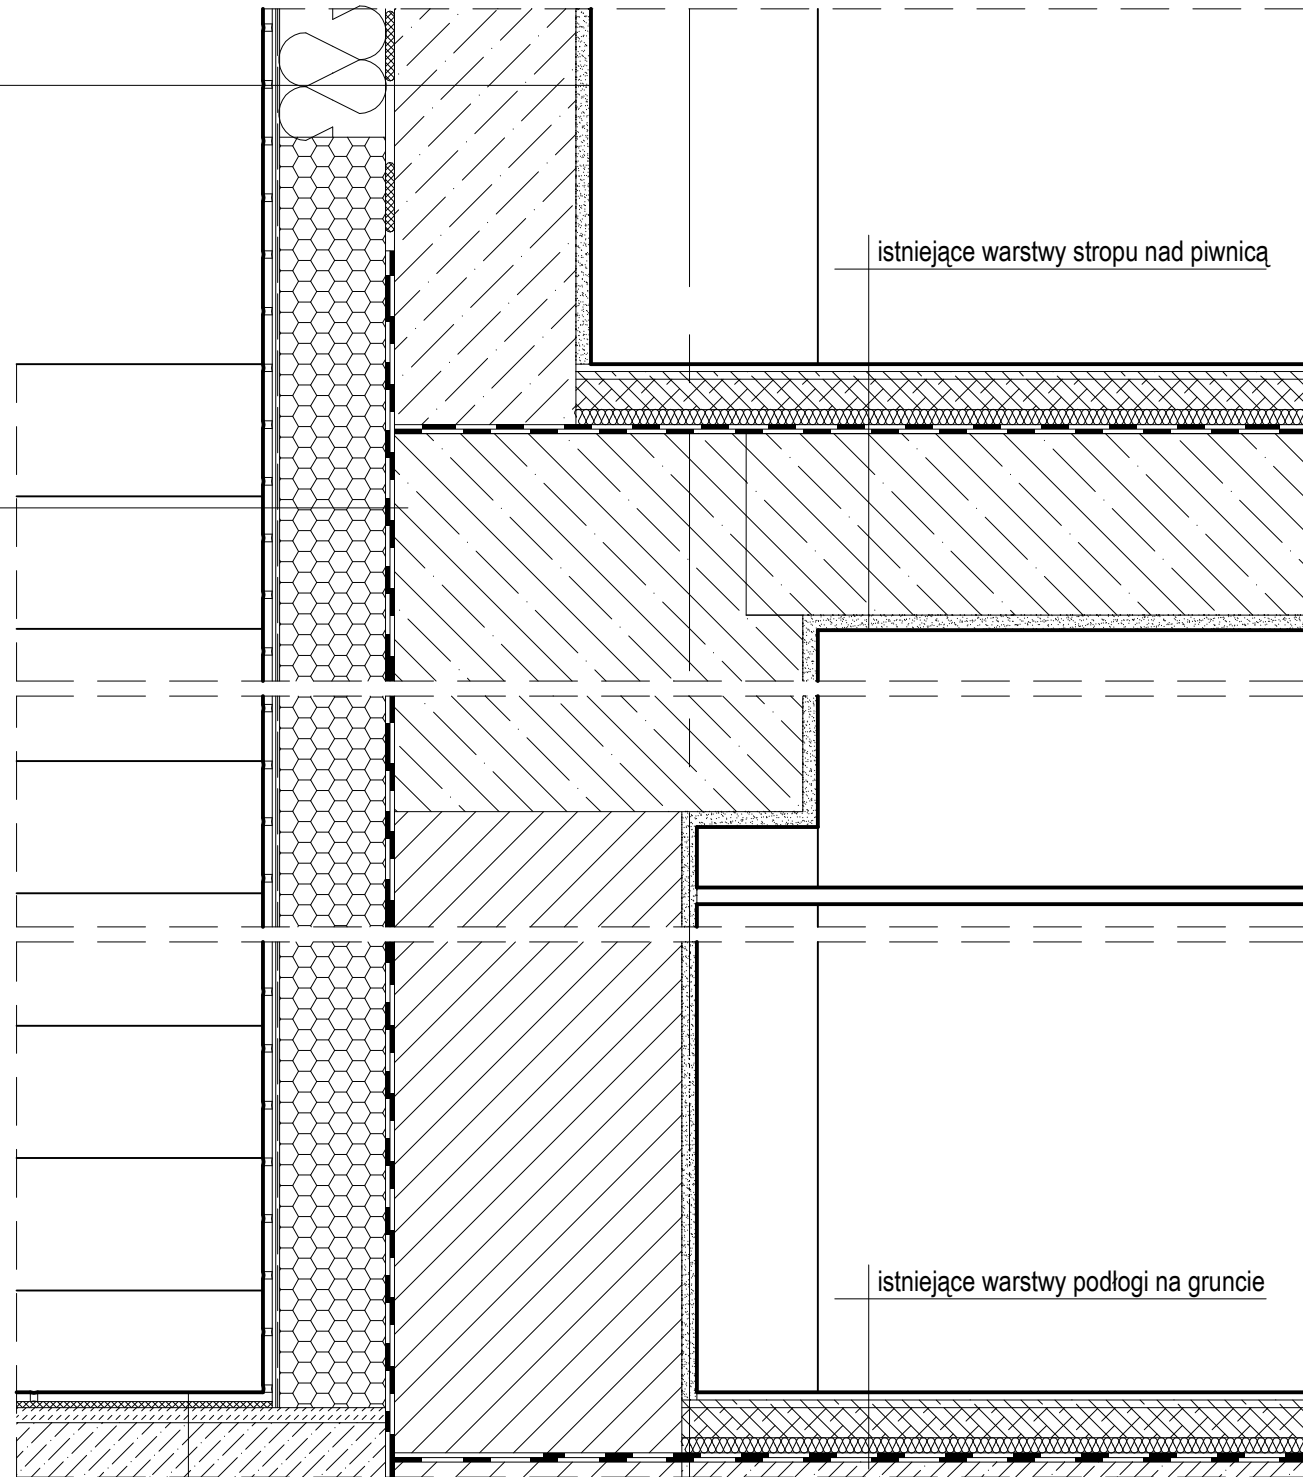 istniejące warstwy stropu nad piwnicą
istniejące warstwy podłogi na gruncie